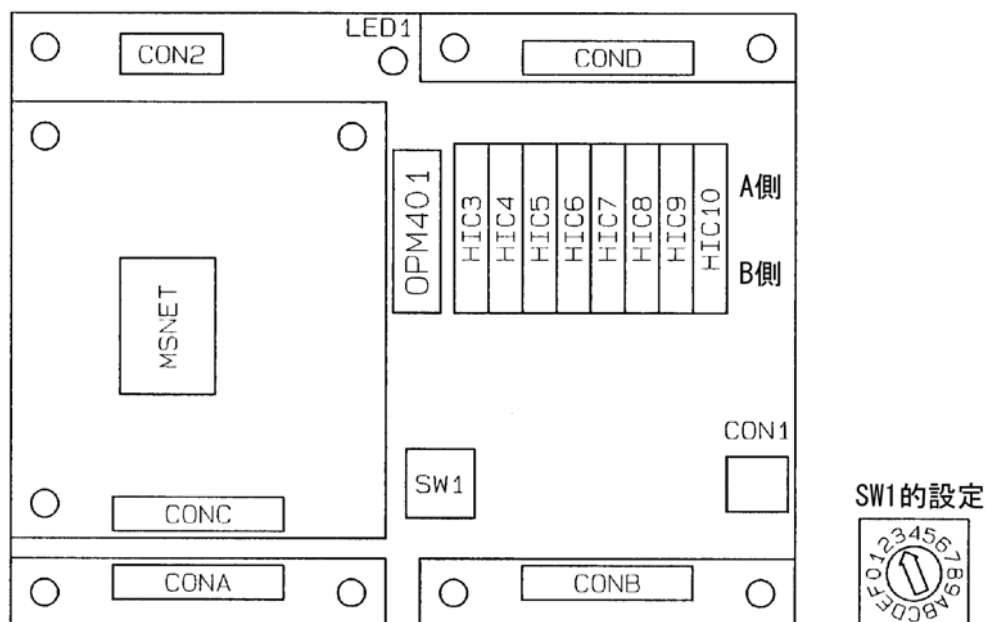 LED1
CON2
COND
OPM401
HIC3
HIC4
HIC5
HIC6
HIC7
HIC8
HIC9
HIC10
A側
B側
MSNET
CON1
SW1
SW1的設定
CONC
0123456789ABCDEF
CONA
CONB